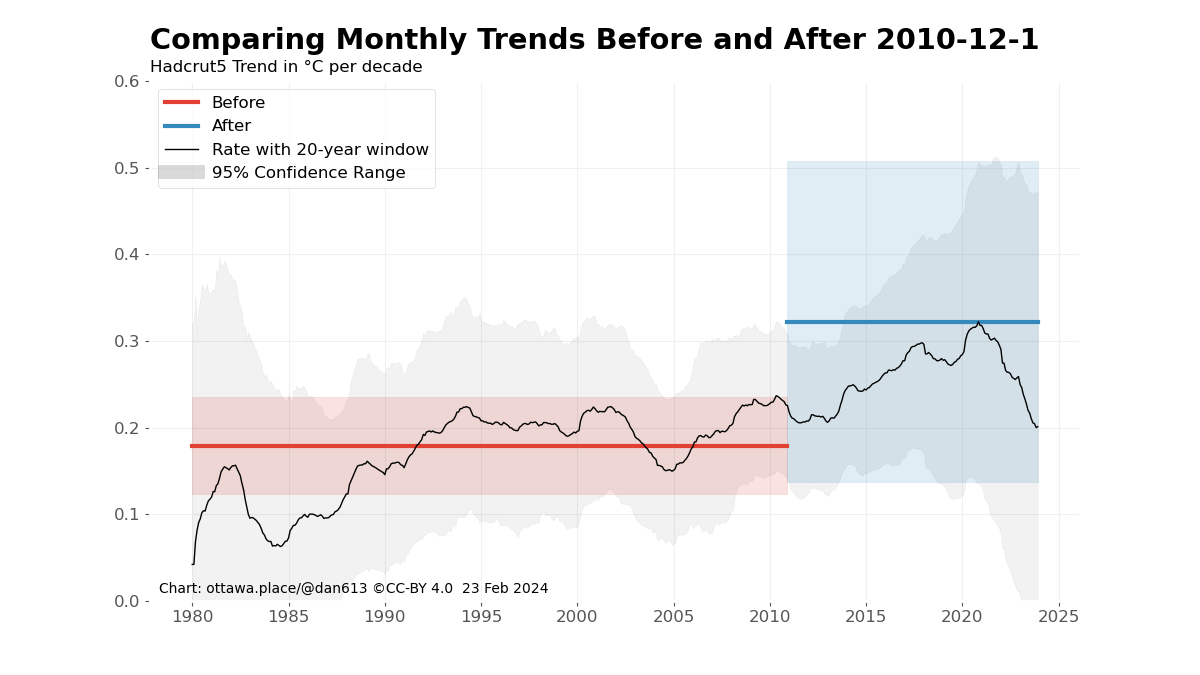 Comparing Monthly Trends Before and After 2010-12-1
Hadcrut5 Trend in °C per decade
0.6
Before
After
Rate with 20-year window
95% Confidence Range
0.5
0.4
0.3
0.2
0.1
0.0
Chart: ottawa.place/@dan613 ©CC-BY 4.0  23 Feb 2024
1980 1985 1990 1995 2000 2005 2010 2015 2020 2025